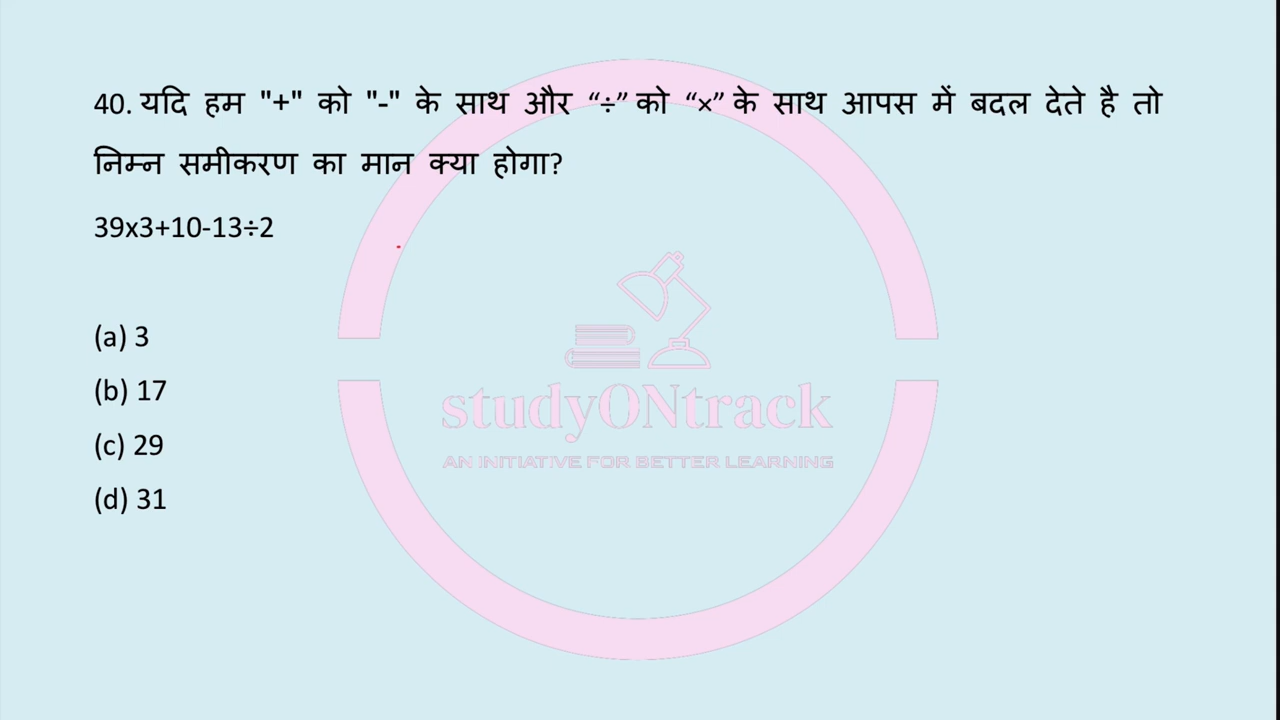 40. यदि हम "+" को "-" के साथ और “÷” को “×” के साथ आपस में बदल देते है तो
निम्न समीकरण का मान क्या होगा?
39x3+10-13÷2
(a) 3
(b) 17
(c) 29
(d) 31
studyONtrack
AN INITIATIVE FOR BETTER LEARNING